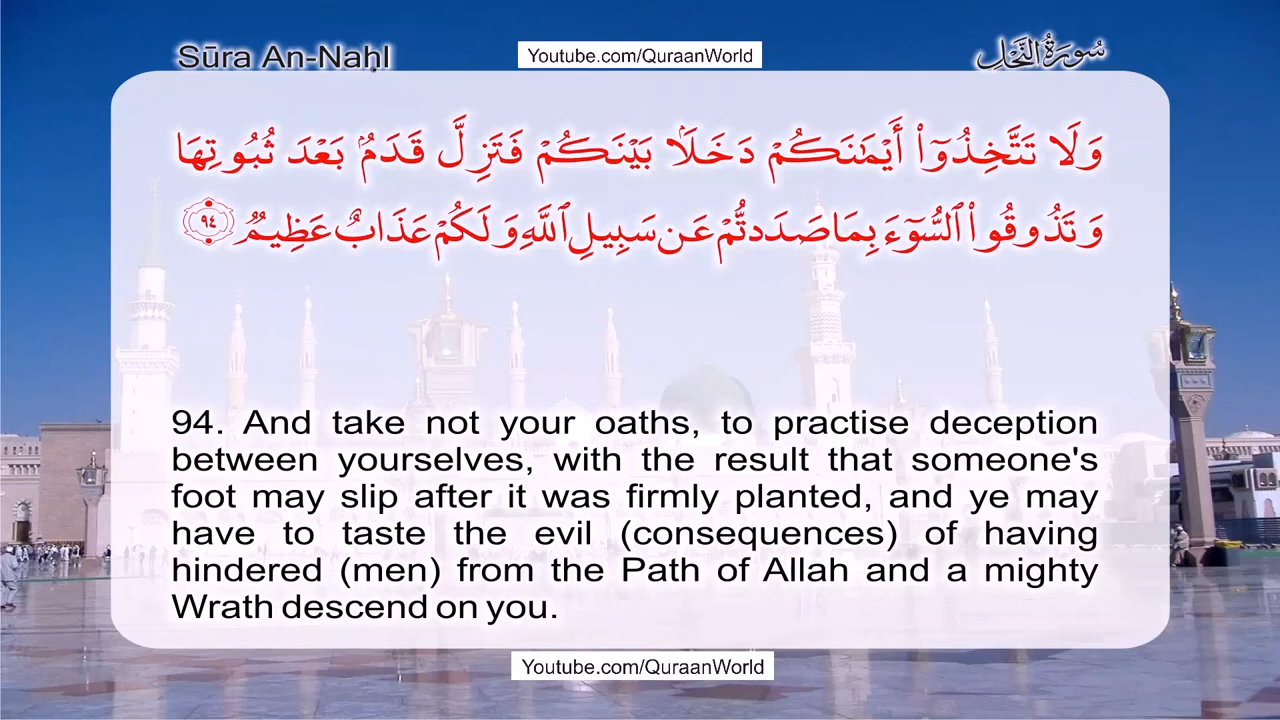 Sūra An-Naḥl
Youtube.com/QuraanWorld
سُورَةُ النَّحْلِ
وَلَا تَتَّخِذُوٓا۟ أَيْمَٰنَكُمْ دَخَلًۢا بَيْنَكُمْ فَتَزِلَّ قَدَمٌۢ بَعْدَ ثُبُوتِهَا
وَتَذُوقُوا۟ ٱلسُّوٓءَ بِمَا صَدَدتُّمْ عَن سَبِيلِ ٱللَّهِ وَلَكُمْ عَذَابٌ عَظِيمٌ ٩٤
94. And take not your oaths, to practise deception
between yourselves, with the result that someone's
foot may slip after it was firmly planted, and ye may
have to taste the evil (consequences) of having
hindered (men) from the Path of Allah and a mighty
Wrath descend on you.
Youtube.com/QuraanWorld